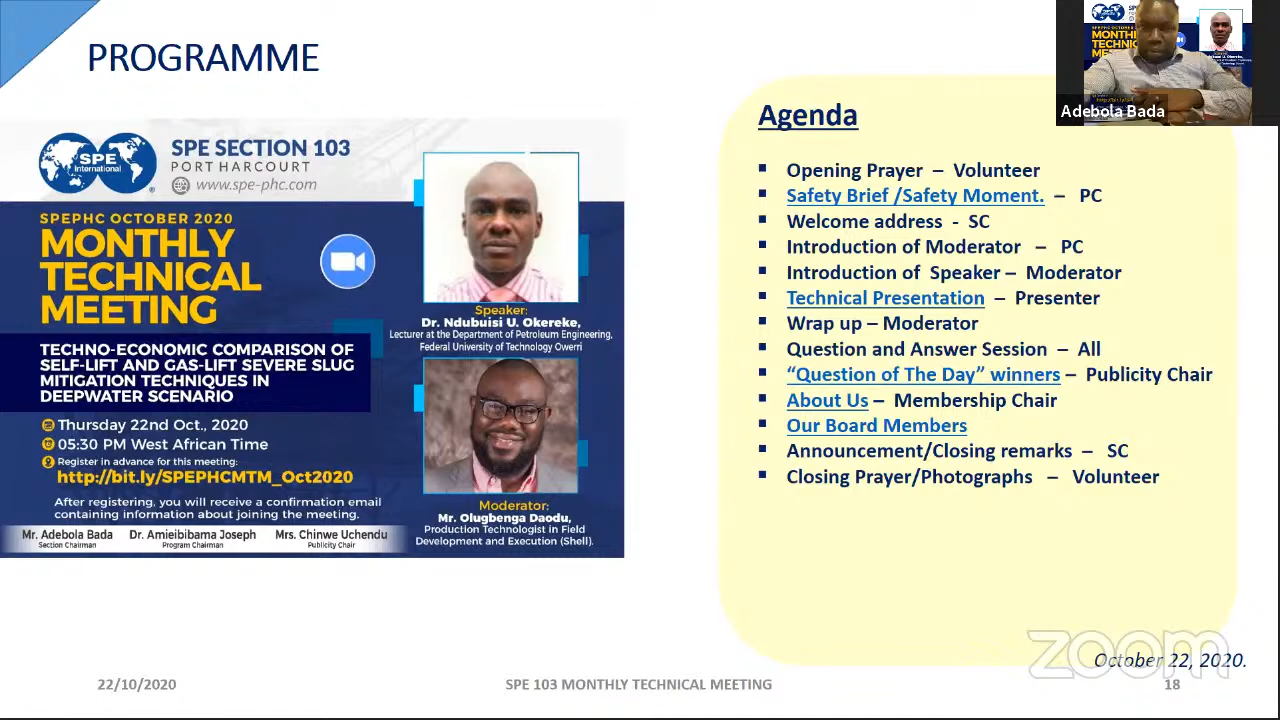 PROGRAMME
SPE
International
SPE SECTION 103
PORT HARCOURT
www.spe-phc.com
SPEPHC OCTOBER 2020
MONTHLY
TECHNICAL
MEETING
TECHNO-ECONOMIC COMPARISON OF
SELF-LIFT AND GAS-LIFT SEVERE SLUG
MITIGATION TECHNIQUES IN
DEEPWATER SCENARIO
Thursday 22nd Oct., 2020
05:30 PM West African Time
Register in advance for this meeting:
http://bit.ly/SPEPHCMTM_Oct2020
After registering, you will receive a confirmation email
containing information about joining the meeting.
Mr. Adebola Bada
Section Chairman
Dr. Amieibibama Joseph
Program Chairman
Mrs. Chinwe Uchendu
Publicity Chair
Speaker:
Dr. Ndubuisi U. Okereke,
Lecturer at the Department of Petroleum Engineering,
Federal University of Technology Owerri
Moderator:
Mr. Olugbenga Daodu,
Production Technologist in Field
Development and Execution (Shell).
Agenda
▪ Opening Prayer – Volunteer
▪ Safety Brief /Safety Moment. – PC
▪ Welcome address - SC
▪ Introduction of Moderator – PC
▪ Introduction of Speaker – Moderator
▪ Technical Presentation – Presenter
▪ Wrap up – Moderator
▪ Question and Answer Session – All
▪ “Question of The Day” winners – Publicity Chair
▪ About Us – Membership Chair
▪ Our Board Members
▪ Announcement/Closing remarks – SC
▪ Closing Prayer/Photographs – Volunteer
Adebola Bada
zoom
October 22, 2020.
22/10/2020
SPE 103 MONTHLY TECHNICAL MEETING
18